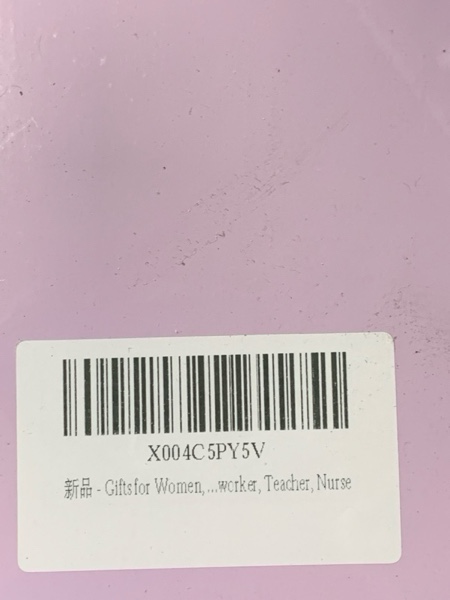 X004C5PY5V
新品 - Gifts for Women, ...worker, Teacher, Nurse